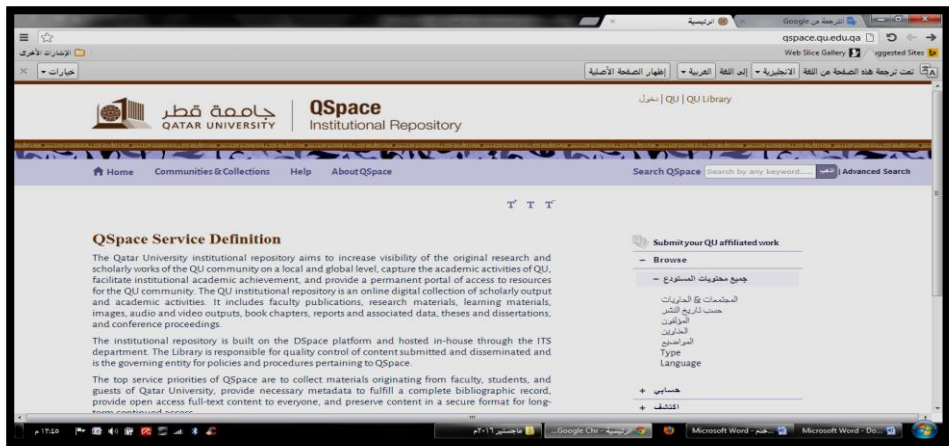 الرئيسية
الترجمة من Google
qspace.qu.edu.qa
الإشارات الأخرى
Web Slice Gallery
uggested Sites
تمت ترجمة هذه الصفحة من اللغة الانجليزية إلى اللغة العربية
إظهار الصفحة الأصلية
خيارات
جامعة قطر
QATAR UNIVERSITY
QSpace
Institutional Repository
دخول | QU | QU Library
Home Communities & Collections Help About QSpace
Search QSpace Search by any keyword..... اذهب | Advanced Search
T T T
QSpace Service Definition
The Qatar University institutional repository aims to increase visibility of the original research and
scholarly works of the QU community on a local and global level, capture the academic activities of QU,
facilitate institutional academic achievement, and provide a permanent portal of access to resources
for the QU community. The QU institutional repository is an online digital collection of scholarly output
and academic activities. It includes faculty publications, research materials, learning materials,
images, audio and video outputs, book chapters, reports and associated data, theses and dissertations,
and conference proceedings.
The institutional repository is built on the DSpace platform and hosted in-house through the ITS
department. The Library is responsible for quality control of content submitted and disseminated and
is the governing entity for policies and procedures pertaining to QSpace.
The top service priorities of QSpace are to collect materials originating from faculty, students, and
guests of Qatar University, provide necessary metadata to fulfill a complete bibliographic record,
provide open access full-text content to everyone, and preserve content in a secure format for long-
term continued access.
Submit your QU affiliated work
– Browse
جميع محتويات المستودع –
المجتمعات & الحاويات
حسب تاريخ النشر
المؤلفون
العناوين
المواضيع
Type
Language
حسابي +
اكتشف +
Microsoft Word - Do...
Microsoft Word - ...
الرئيسية - Google Chr...
ماجستير ٢٠١٦م